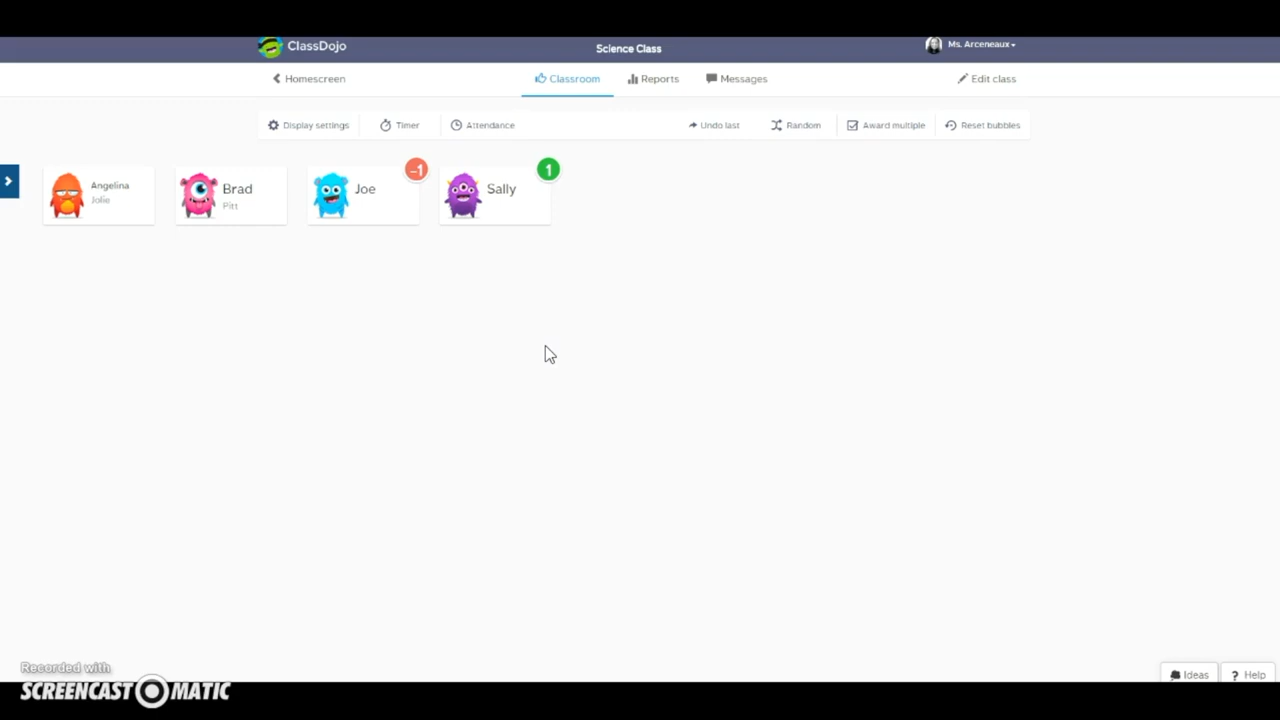 ClassDojo
Science Class
Ms. Arceneaux
Homescreen
Classroom
Reports
Messages
Edit class
Display settings
Timer
Attendance
Undo last
Random
Award multiple
Reset bubbles
Angelina
Jolie
Brad
Pitt
Joe
-1
Sally
1
Ideas
? Help
Recorded with
SCREENCAST MATIC